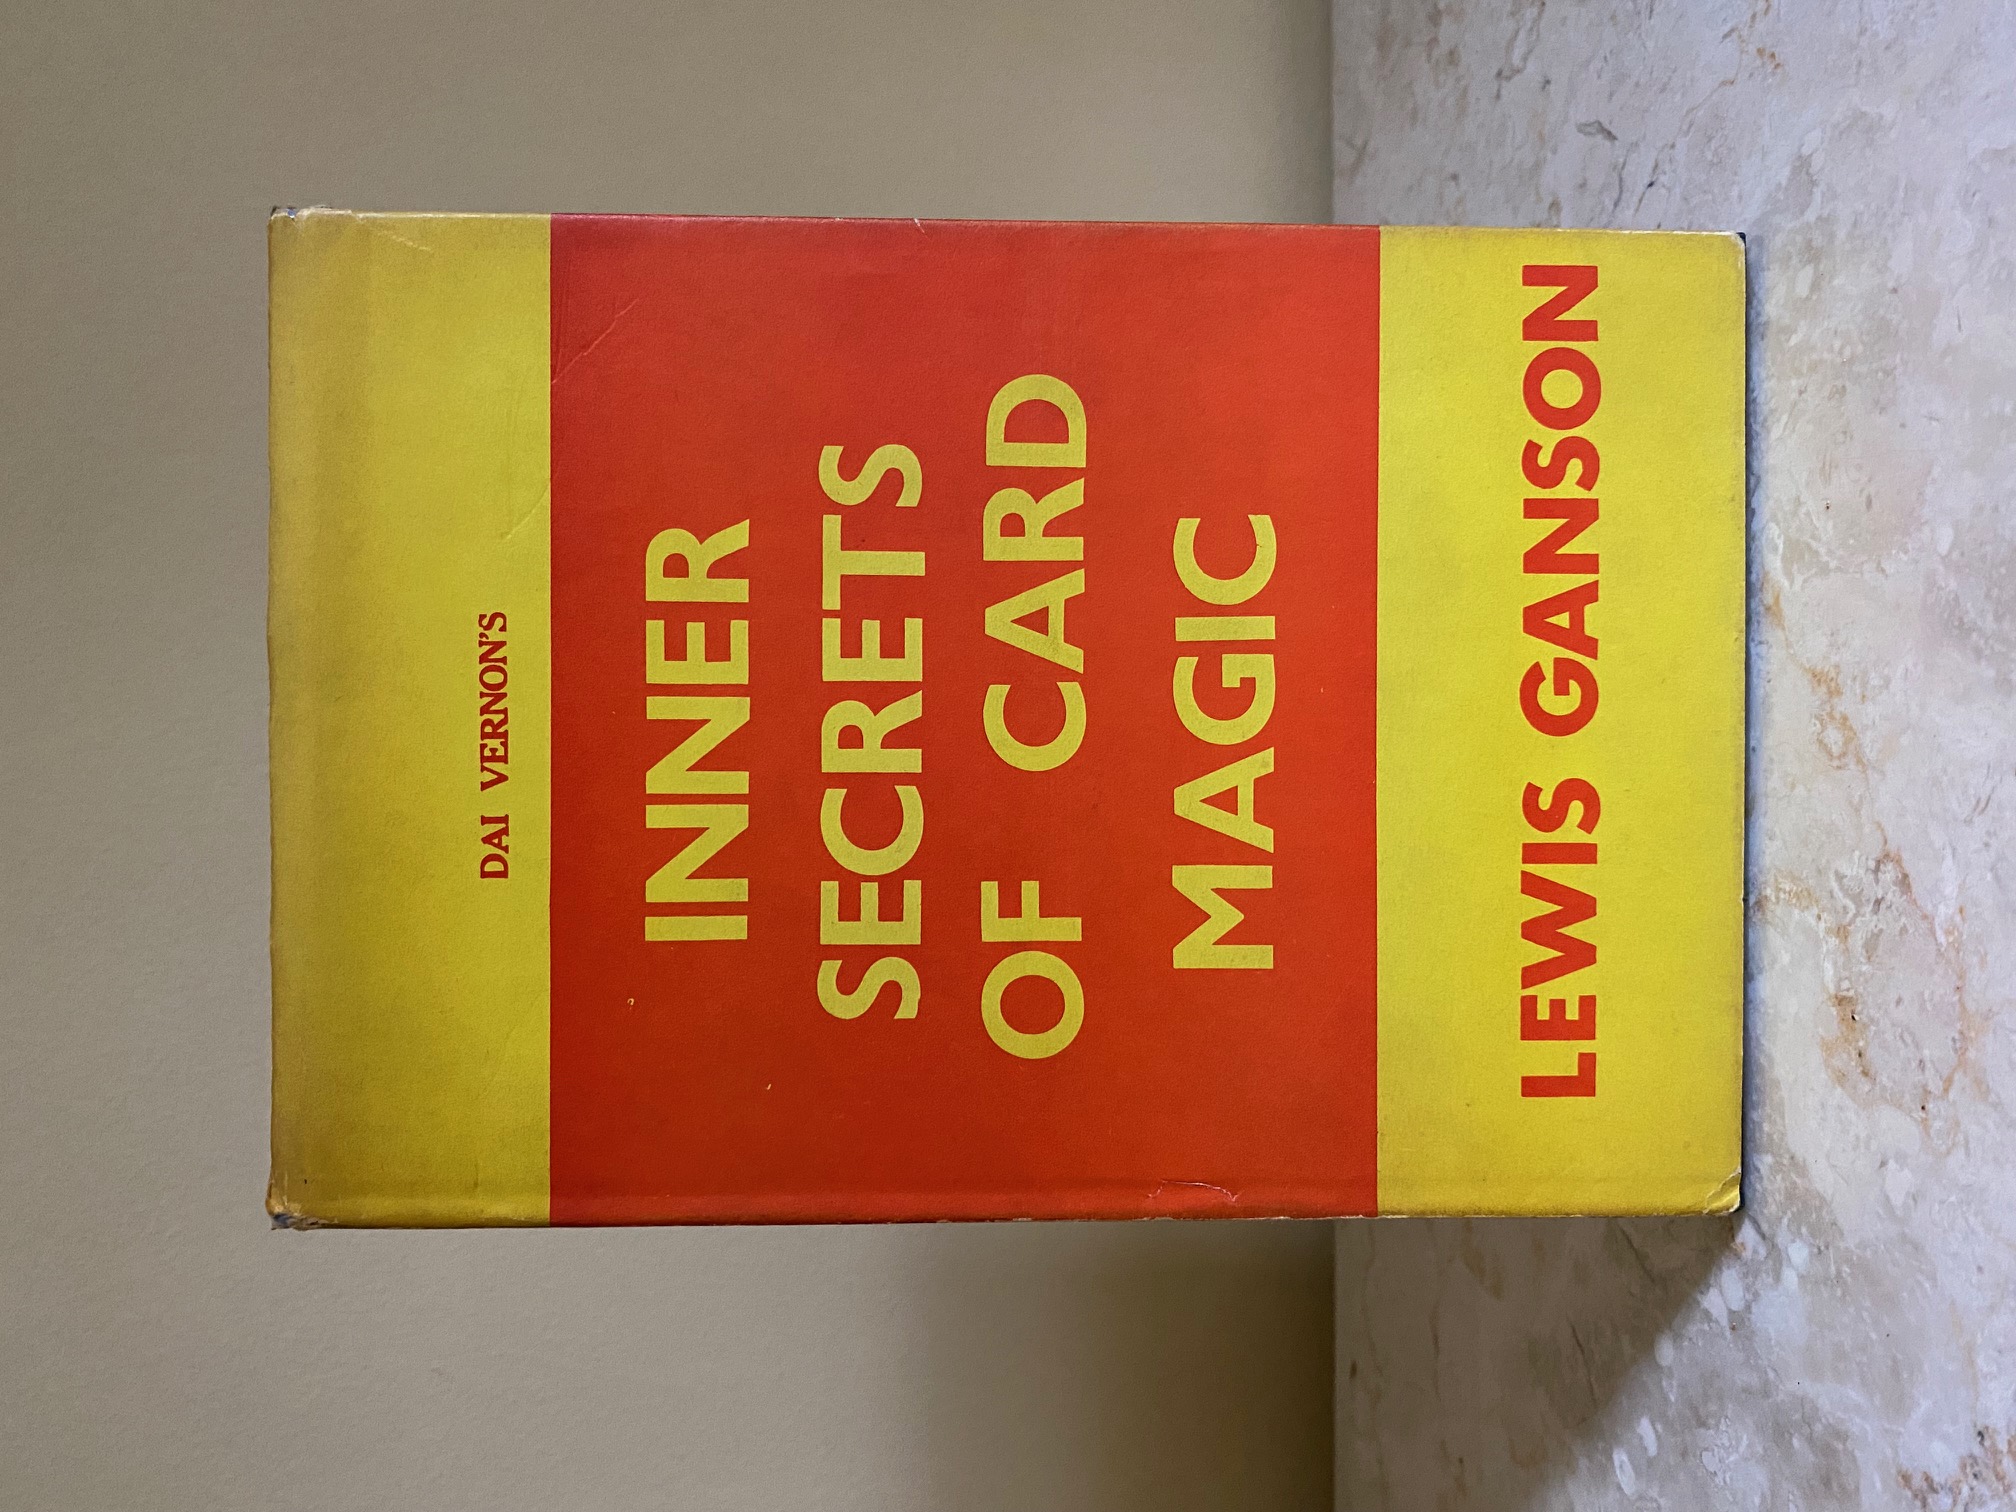 DAI VERNON'S
INNER
SECRETS
OF CARD
MAGIC
LEWIS GANSON